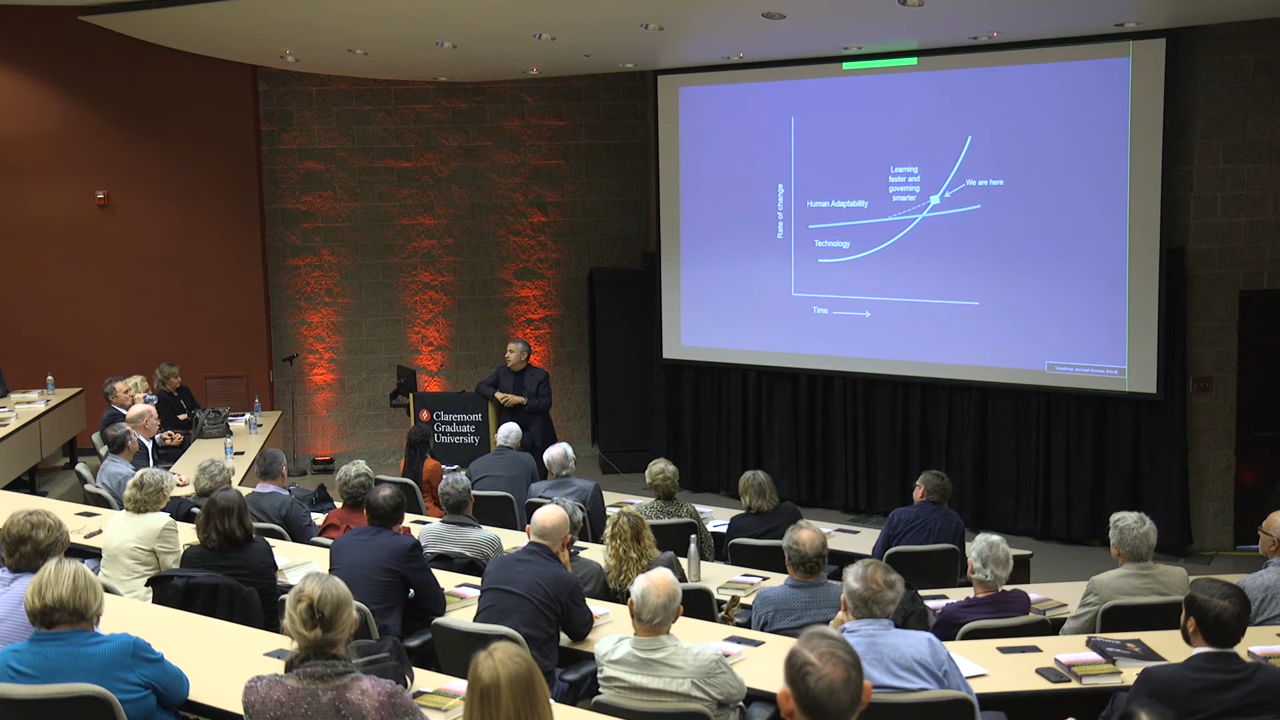 Learning
faster and
governing
smarter
We are here
Human Adaptability
Rate of change
Technology
Time
Claremont
Graduate
University